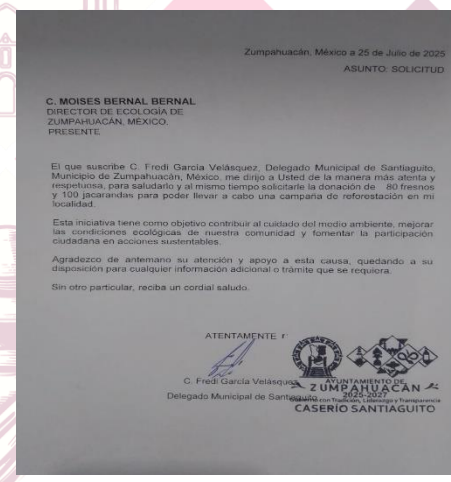 Zumpahuacán, México a 25 de Julio de 2025
ASUNTO: SOLICITUD
C. MOISES BERNAL BERNAL
DIRECTOR DE ECOLOGÍA DE
ZUMPAHUACÁN, MÉXICO.
PRESENTE
El que suscribe C. Fredi García Velásquez, Delegado Municipal de Santiaguito,
Municipio de Zumpahuacán, México, me dirijo a Usted de la manera más atenta y
respetuosa, para saludarlo y al mismo tiempo solicitarle la donación de 80 fresnos
y 100 jacarandas para poder llevar a cabo una campaña de reforestación en mi
localidad.
Esta iniciativa tiene como objetivo contribuir al cuidado del medio ambiente, mejorar
las condiciones ecológicas de nuestra comunidad y fomentar la participación
ciudadana en acciones sustentables.
Agradezco de antemano su atención y apoyo a esta causa, quedando a su
disposición para cualquier información adicional o trámite que se requiera.
Sin otro particular, reciba un cordial saludo.
ATENTAMENTE
C. Fredi García Velásquez
Delegado Municipal de Santiaguito
AYUNTAMIENTO DE
ZUMPAHUACÁN
2025-2027
Gobierno con Tradición, Liderazgo y Transparencia
CASERÍO SANTIAGUITO